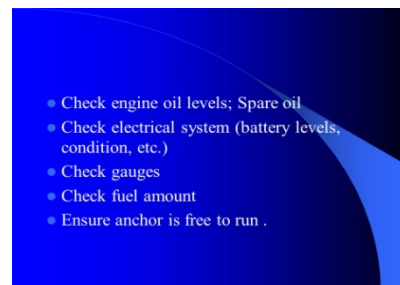 Check engine oil levels; Spare oil
Check electrical system (battery levels,
condition, etc.)
Check gauges
Check fuel amount
Ensure anchor is free to run .